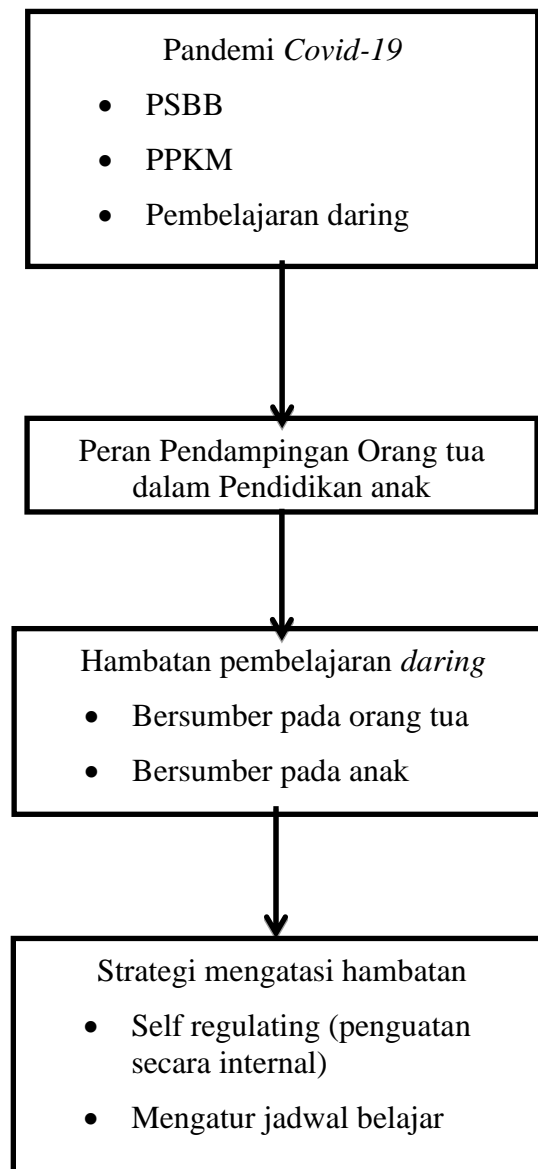 Pandemi Covid-19
• PSBB
• PPKM
• Pembelajaran daring
Peran Pendampingan Orang tua
dalam Pendidikan anak
Hambatan pembelajaran daring
• Bersumber pada orang tua
• Bersumber pada anak
Strategi mengatasi hambatan
• Self regulating (penguatan
secara internal)
• Mengatur jadwal belajar